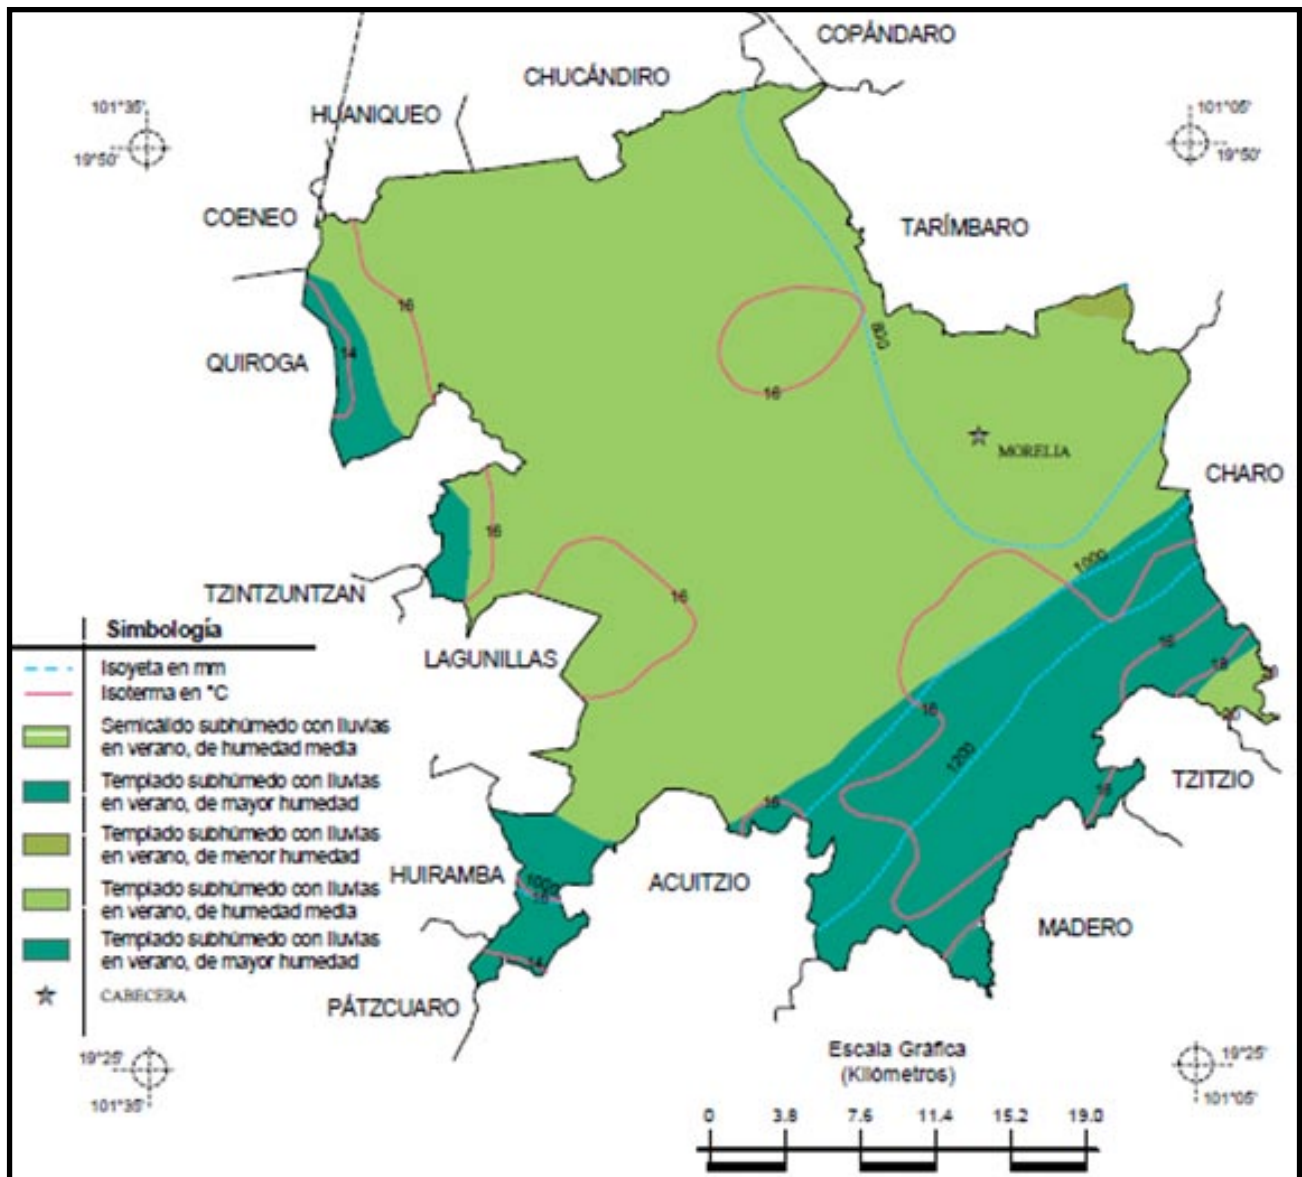 COPÁNDARO
CHUCÁNDIRO
101°35'
HUANIQUEO
101°05'
19°50'
19°50'
COENEO
TARÍMBARO
16
800
14
QUIROGA
16
MORELIA
CHARO
16
1000
TZINTZUNTZAN
16
Simbología
LAGUNILLAS
16
18
20
Isoyeta en mm
Isoterma en °C
16
20
Semicálido subhúmedo con lluvias
en verano, de humedad media
1200
TZITZIO
Templado subhúmedo con lluvias
en verano, de mayor humedad
16
16
Templado subhúmedo con lluvias
en verano, de menor humedad
HUIRAMBA
1000
ACUITZIO
16
Templado subhúmedo con lluvias
en verano, de humedad media
MADERO
Templado subhúmedo con lluvias
en verano, de mayor humedad
14
CABECERA
PÁTZCUARO
Escala Gráfica
(Kilómetros)
19°25'
19°25'
101°35'
101°05'
0 3.8 7.6 11.4 15.2 19.0